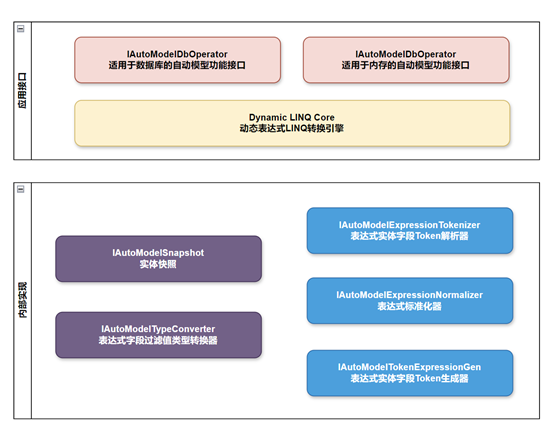 应用接口
IAutoModelDbOperator
适用于数据库的自动模型功能接口
IAutoModelDbOperator
适用于内存的自动模型功能接口
Dynamic LINQ Core
动态表达式LINQ转换引擎
内部实现
IAutoModelSnapshot
实体快照
IAutoModelTypeConverter
表达式字段过滤值类型转换器
IAutoModelExpressionTokenizer
表达式实体字段Token解析器
IAutoModelExpressionNormalizer
表达式标准化器
IAutoModelTokenExpressionGen
表达式实体字段Token生成器